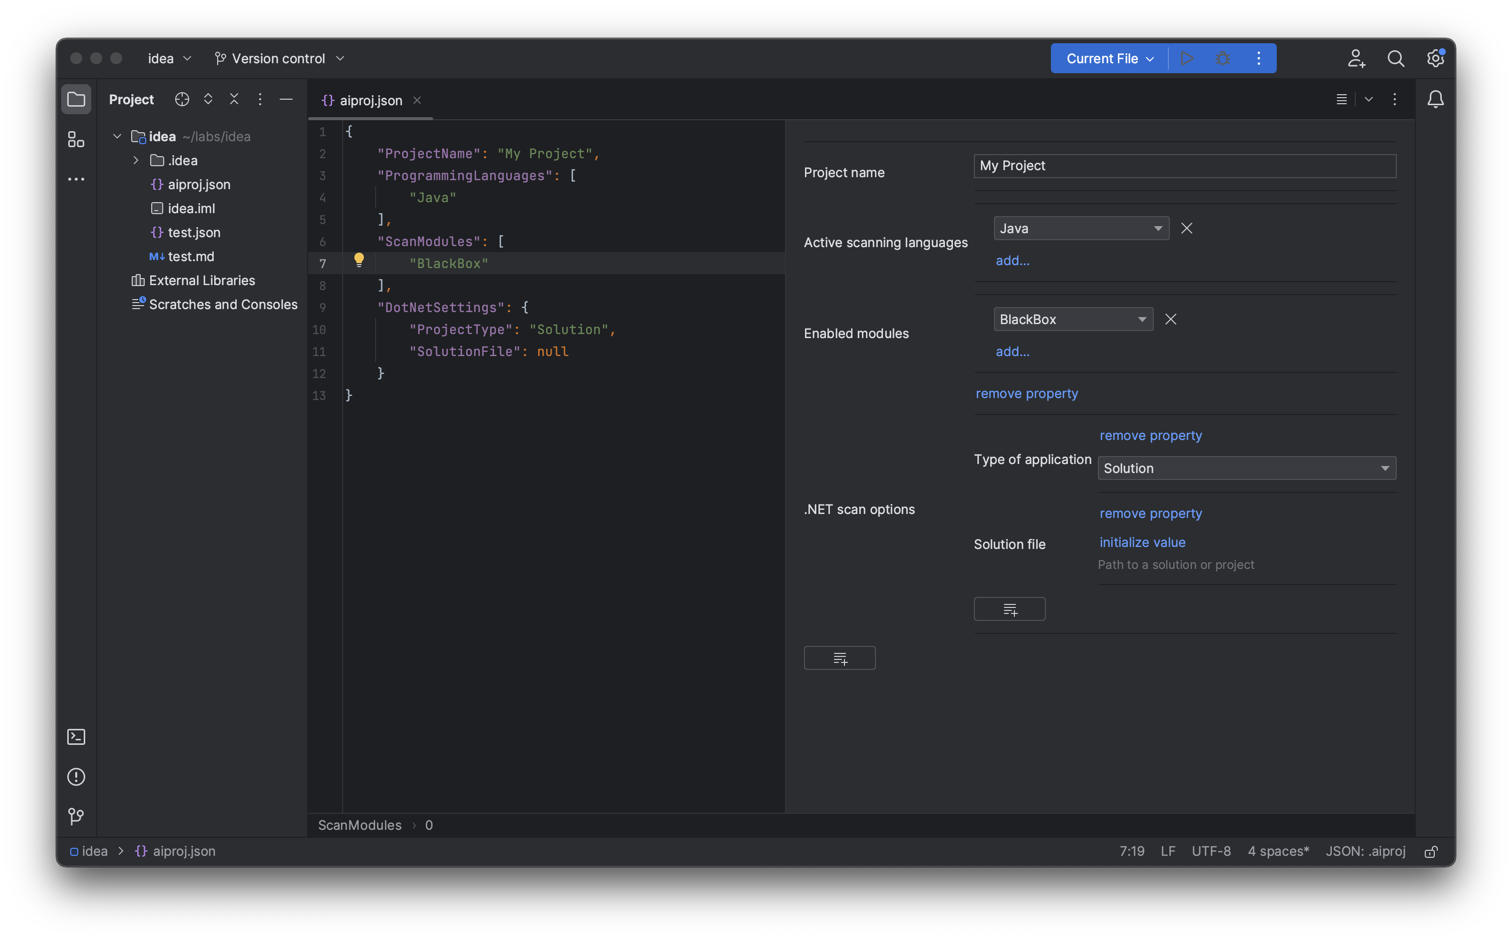 idea
Version control
Current File
Project
{} aiproj.json
idea ~/labs/idea
.idea
{} aiproj.json
idea.iml
{} test.json
M↓ test.md
External Libraries
Scratches and Consoles
1 {
2 "ProjectName": "My Project",
3 "ProgrammingLanguages": [
4 "Java"
5 ],
6 "ScanModules": [
7 "BlackBox"
8 ],
9 "DotNetSettings": {
10 "ProjectType": "Solution",
11 "SolutionFile": null
12 }
13 }
Project name
My Project
Active scanning languages
Java
add...
Enabled modules
BlackBox
add...
remove property
.NET scan options
remove property
Type of application
Solution
remove property
Solution file
initialize value
Path to a solution or project
ScanModules › 0
idea > {} aiproj.json
7:19 LF UTF-8 4 spaces* JSON: .aiproj